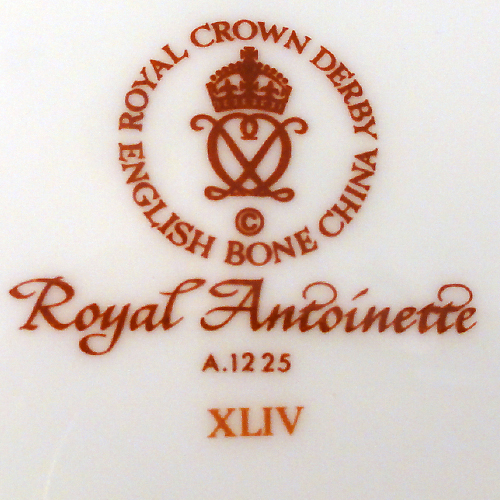 ROYAL CROWN DERBY
ENGLISH BONE CHINA
©
Royal Antoinette
A.1225
XLIV